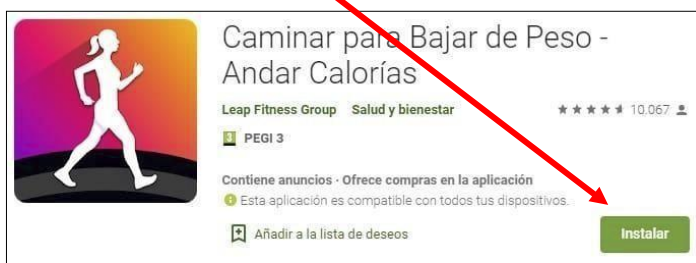 Caminar para Bajar de Peso -
Andar Calorías
Leap Fitness Group Salud y bienestar 10.067
3 PEGI 3
Contiene anuncios · Ofrece compras en la aplicación
Esta aplicación es compatible con todos tus dispositivos.
Añadir a la lista de deseos
Instalar